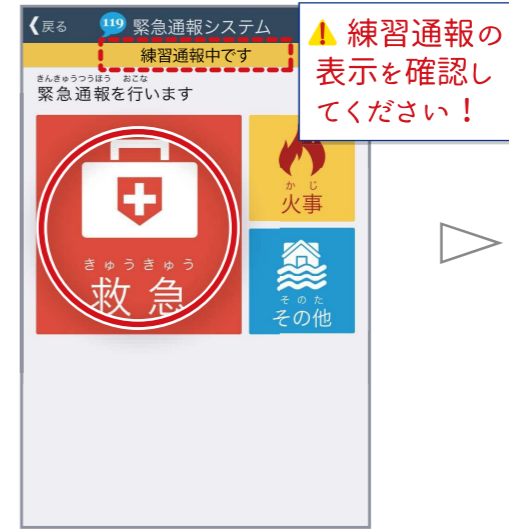 戻る 119 緊急通報システム
練習通報中です
⚠ 練習通報の
表示を確認し
てください！
きんきゅうつうほう おこな
緊急通報を行います
きゅうきゅう
救急
かじ
火事
そのた
その他